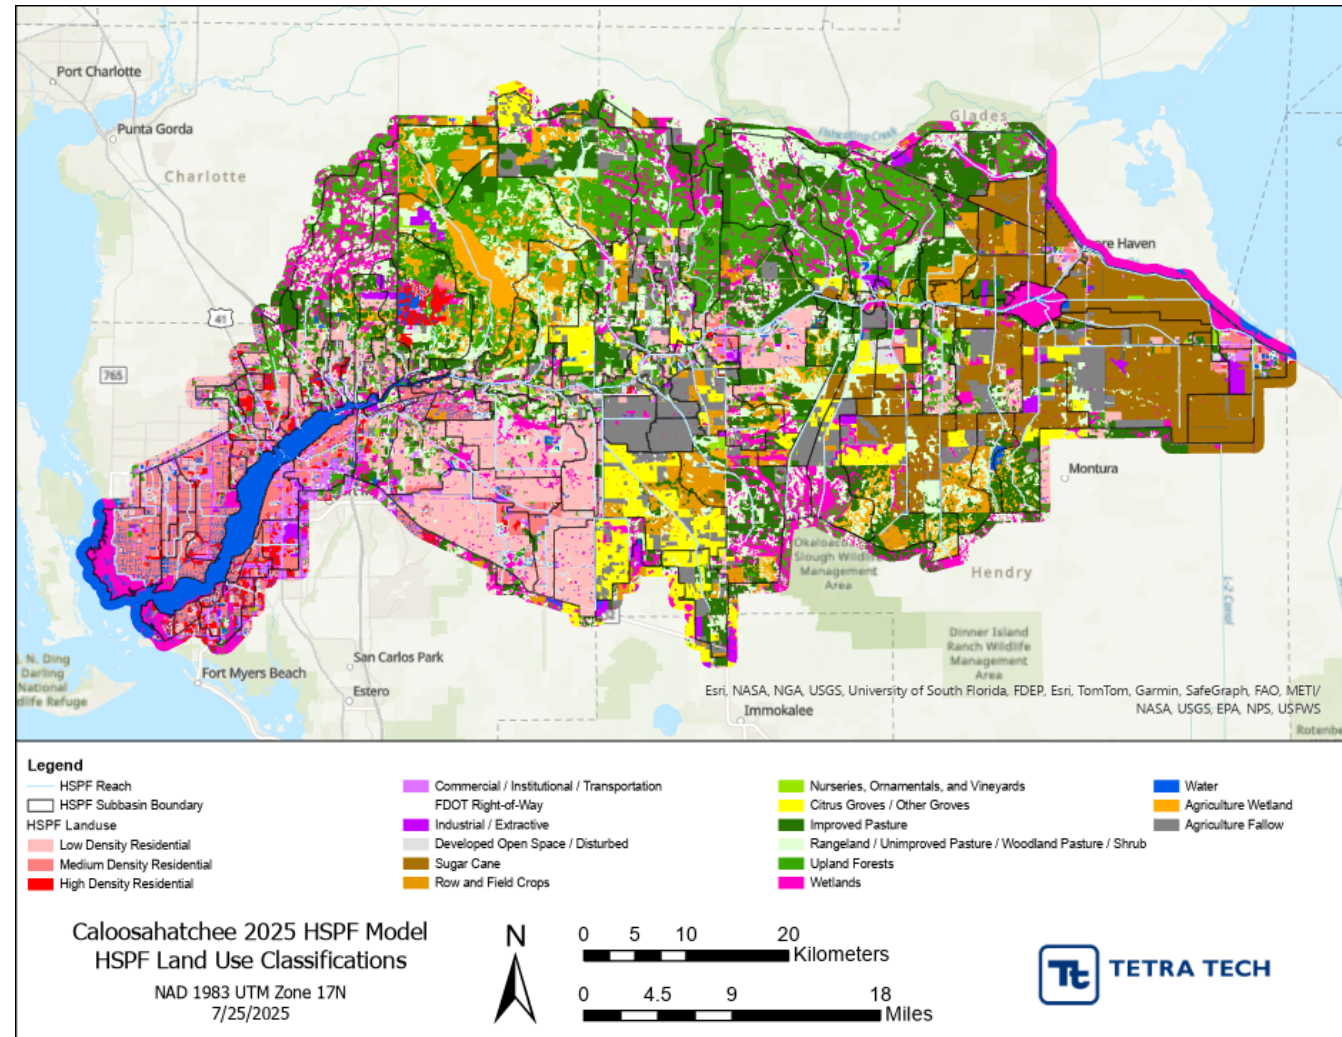 Port Charlotte
Punta Gorda
Charlotte
Fisheating Creek
Glades
ore Haven
41
765
Montura
Okaloacoo
Slough Wildlife
Management
Area
Hendry
L-2 Canal
Dinner Island
Ranch Wildlife
Management
Area
J. N. Ding
Darling
National
dlife Refuge
San Carlos Park
Fort Myers Beach
Estero
Immokalee
Esri, NASA, NGA, USGS, University of South Florida, FDEP, Esri, TomTom, Garmin, SafeGraph, FAO, METI/
NASA, USGS, EPA, NPS, USFWS
Rotenbe
Legend
HSPF Reach
HSPF Subbasin Boundary
HSPF Landuse
Low Density Residential
Medium Density Residential
High Density Residential
Commercial / Institutional / Transportation
FDOT Right-of-Way
Industrial / Extractive
Developed Open Space / Disturbed
Sugar Cane
Row and Field Crops
Nurseries, Ornamentals, and Vineyards
Citrus Groves / Other Groves
Improved Pasture
Rangeland / Unimproved Pasture / Woodland Pasture / Shrub
Upland Forests
Wetlands
Water
Agriculture Wetland
Agriculture Fallow
Caloosahatchee 2025 HSPF Model
HSPF Land Use Classifications
NAD 1983 UTM Zone 17N
7/25/2025
N
0 5 10 20
Kilometers
0 4.5 9 18
Miles
Tt TETRA TECH